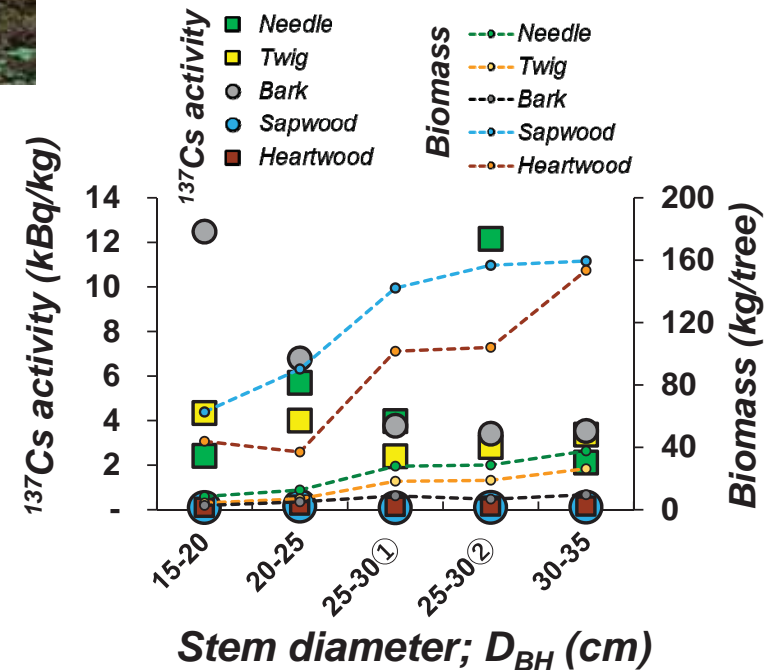 ¹³⁷Cs activity
Needle
Twig
Bark
Sapwood
Heartwood
Biomass
Needle
Twig
Bark
Sapwood
Heartwood
¹³⁷Cs activity (kBq/kg)
14
12
10
8
6
4
2
-
200
160
120
80
40
0
Biomass (kg/tree)
15-20
20-25
25-30①
25-30②
30-35
Stem diameter; D_BH (cm)